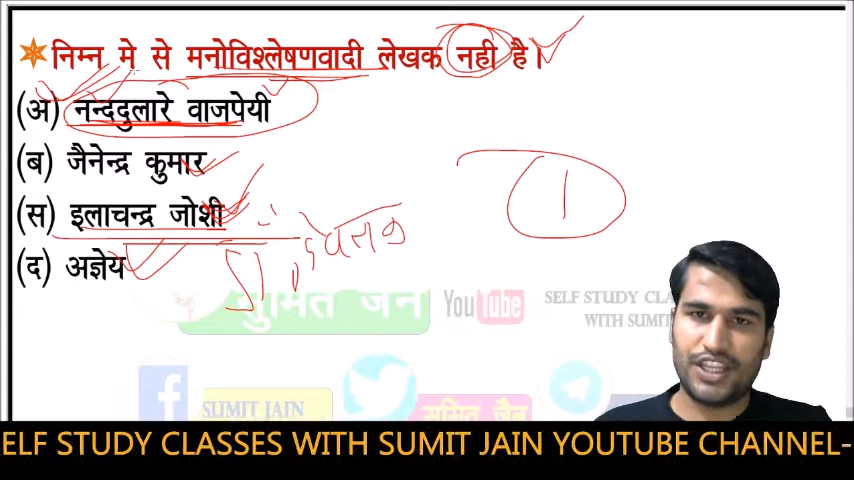 निम्न मे से मनोविश्लेषणवादी लेखक नही है।
(अ) नन्ददुलारे वाजपेयी
(ब) जैनेन्द्र कुमार
(स) इलाचन्द्र जोशी
(द) अज्ञेय
1
डॉ. देवराज
सुमित जैन
YouTube
SELF STUDY CLA
WITH SUMIT
f SUMIT JAIN
सुमित जैन
ELF STUDY CLASSES WITH SUMIT JAIN YOUTUBE CHANNEL-